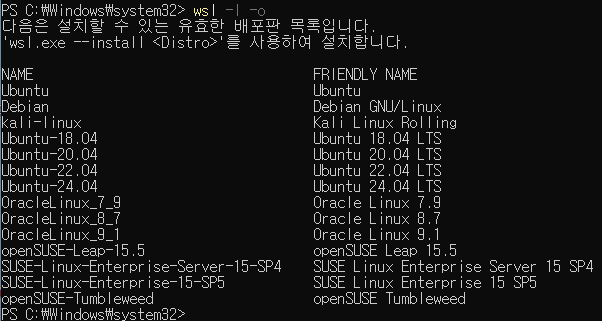 PS C:₩Windows₩system32> wsl -l -o
다음은 설치할 수 있는 유효한 배포판 목록입니다.
'wsl.exe --install <Distro>'를 사용하여 설치합니다.
NAME FRIENDLY NAME
Ubuntu Ubuntu
Debian Debian GNU/Linux
kali-linux Kali Linux Rolling
Ubuntu-18.04 Ubuntu 18.04 LTS
Ubuntu-20.04 Ubuntu 20.04 LTS
Ubuntu-22.04 Ubuntu 22.04 LTS
Ubuntu-24.04 Ubuntu 24.04 LTS
OracleLinux_7_9 Oracle Linux 7.9
OracleLinux_8_7 Oracle Linux 8.7
OracleLinux_9_1 Oracle Linux 9.1
openSUSE-Leap-15.5 openSUSE Leap 15.5
SUSE-Linux-Enterprise-Server-15-SP4 SUSE Linux Enterprise Server 15 SP4
SUSE-Linux-Enterprise-15-SP5 SUSE Linux Enterprise 15 SP5
openSUSE-Tumbleweed openSUSE Tumbleweed
PS C:₩Windows₩system32>